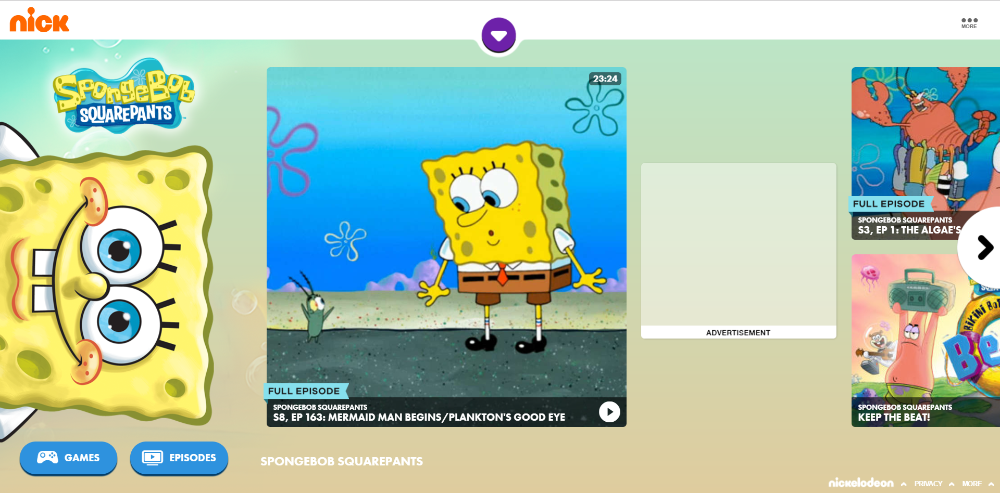 nick
MORE
SPONGEBOB
SQUAREPANTS
23:24
FULL EPISODE
SPONGEBOB SQUAREPANTS
S8, EP 163: MERMAID MAN BEGINS/PLANKTON'S GOOD EYE
ADVERTISEMENT
FULL EPISODE
SPONGEBOB SQUAREPANTS
S3, EP 1: THE ALGAE'S
BIKINI BOT
SPONGEBOB SQUAREPANTS
KEEP THE BEAT!
GAMES
EPISODES
SPONGEBOB SQUAREPANTS
nickelodeon
PRIVACY
MORE